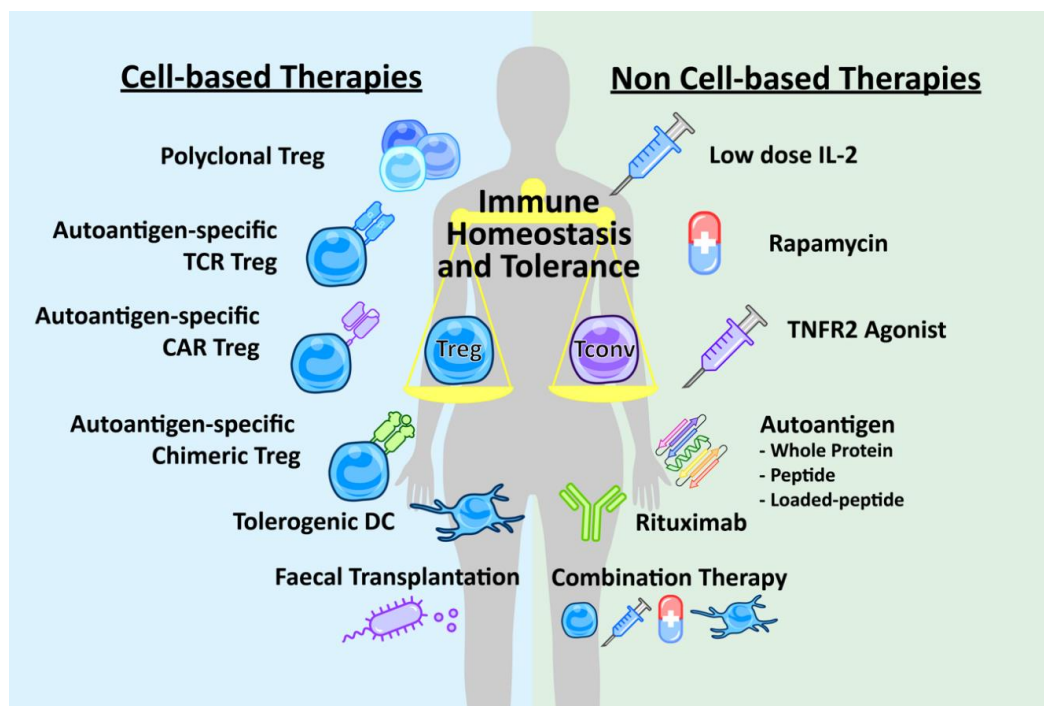 Cell-based Therapies
Polyclonal Treg
Autoantigen-specific
TCR Treg
Autoantigen-specific
CAR Treg
Autoantigen-specific
Chimeric Treg
Tolerogenic DC
Faecal Transplantation
Immune
Homeostasis
and Tolerance
Treg
Tconv
Non Cell-based Therapies
Low dose IL-2
Rapamycin
TNFR2 Agonist
Autoantigen
- Whole Protein
- Peptide
- Loaded-peptide
Rituximab
Combination Therapy